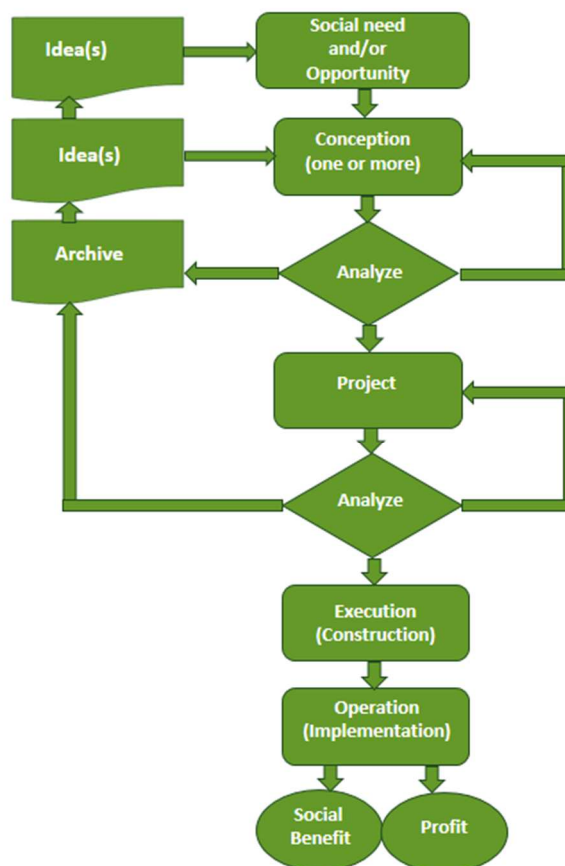 Idea(s)
Social need
and/or
Opportunity
Idea(s)
Conception
(one or more)
Archive
Analyze
Project
Analyze
Execution
(Construction)
Operation
(Implementation)
Social
Benefit
Profit